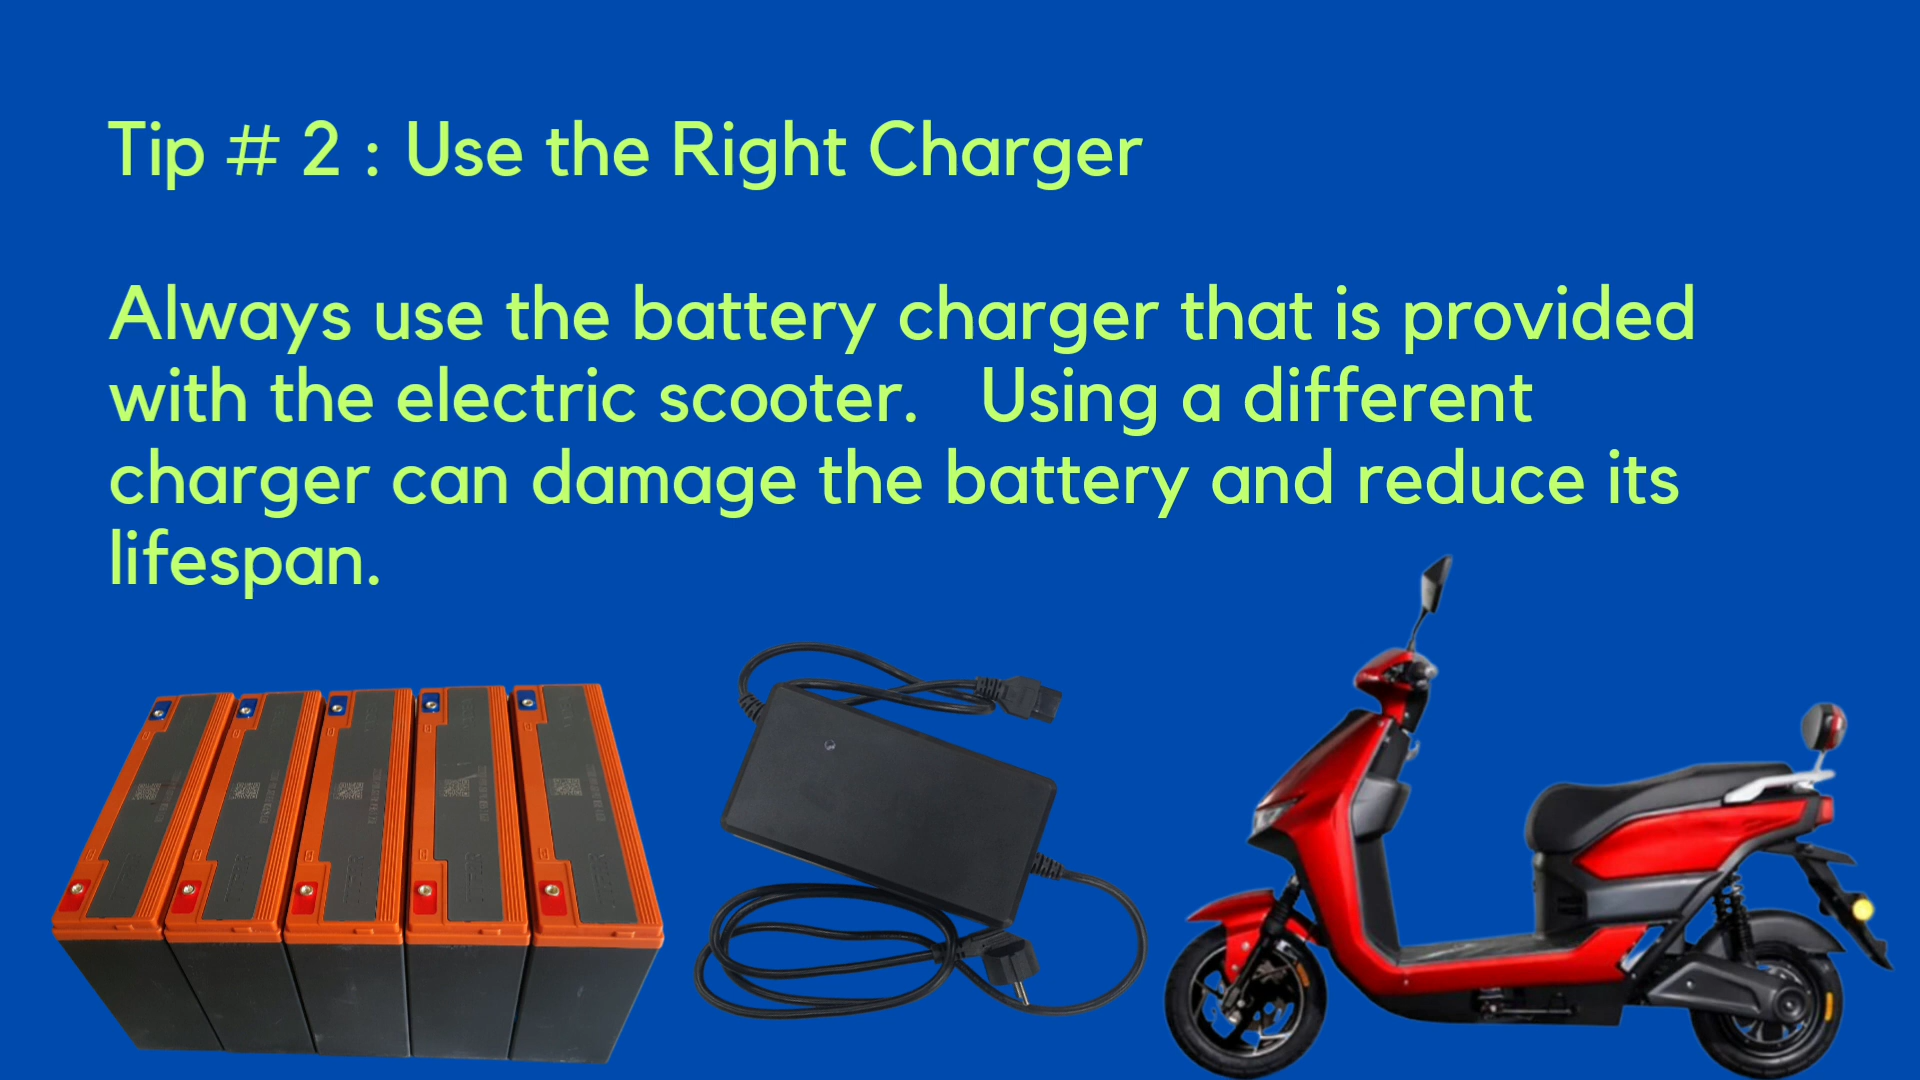 Tip # 2 : Use the Right Charger
Always use the battery charger that is provided
with the electric scooter.   Using a different
charger can damage the battery and reduce its
lifespan.